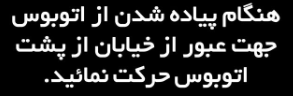 هنگام پیاده شدن از اتوبوس
جهت عبور از خیابان از پشت
اتوبوس حرکت نمائید.